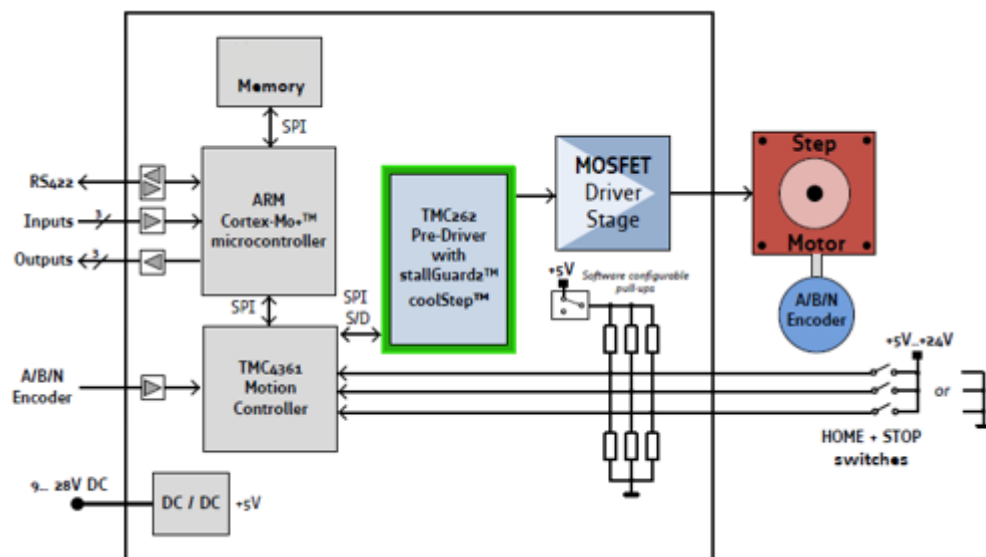 Memory
SPI
RS422
Inputs
3
Outputs
3
ARM
Cortex-M0+™
microcontroller
SPI
SPI
S/D
TMC262
Pre-Driver
with
stallGuard2™
coolStep™
MOSFET
Driver
Stage
Step
Motor
A/B/N
Encoder
+5V
Software configurable
pull-ups
A/B/N
Encoder
TMC4361
Motion
Controller
+5V..+24V
or
HOME + STOP
switches
9... 28V DC
DC / DC
+5V